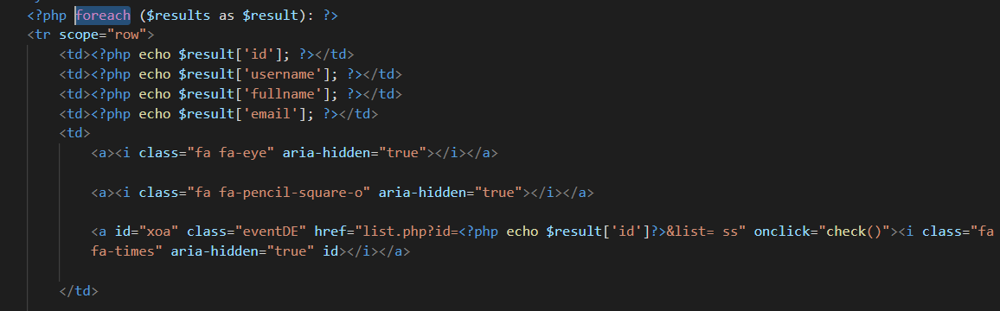 <?php foreach ($results as $result): ?>
<tr scope="row">
<td><?php echo $result['id']; ?></td>
<td><?php echo $result['username']; ?></td>
<td><?php echo $result['fullname']; ?></td>
<td><?php echo $result['email']; ?></td>
<td>
<a><i class="fa fa-eye" aria-hidden="true"></i></a>
<a><i class="fa fa-pencil-square-o" aria-hidden="true"></i></a>
<a id="xoa" class="eventDE" href="list.php?id=<?php echo $result['id']?>&list= ss" onclick="check()"><i class="fa
fa-times" aria-hidden="true" id></i></a>
</td>